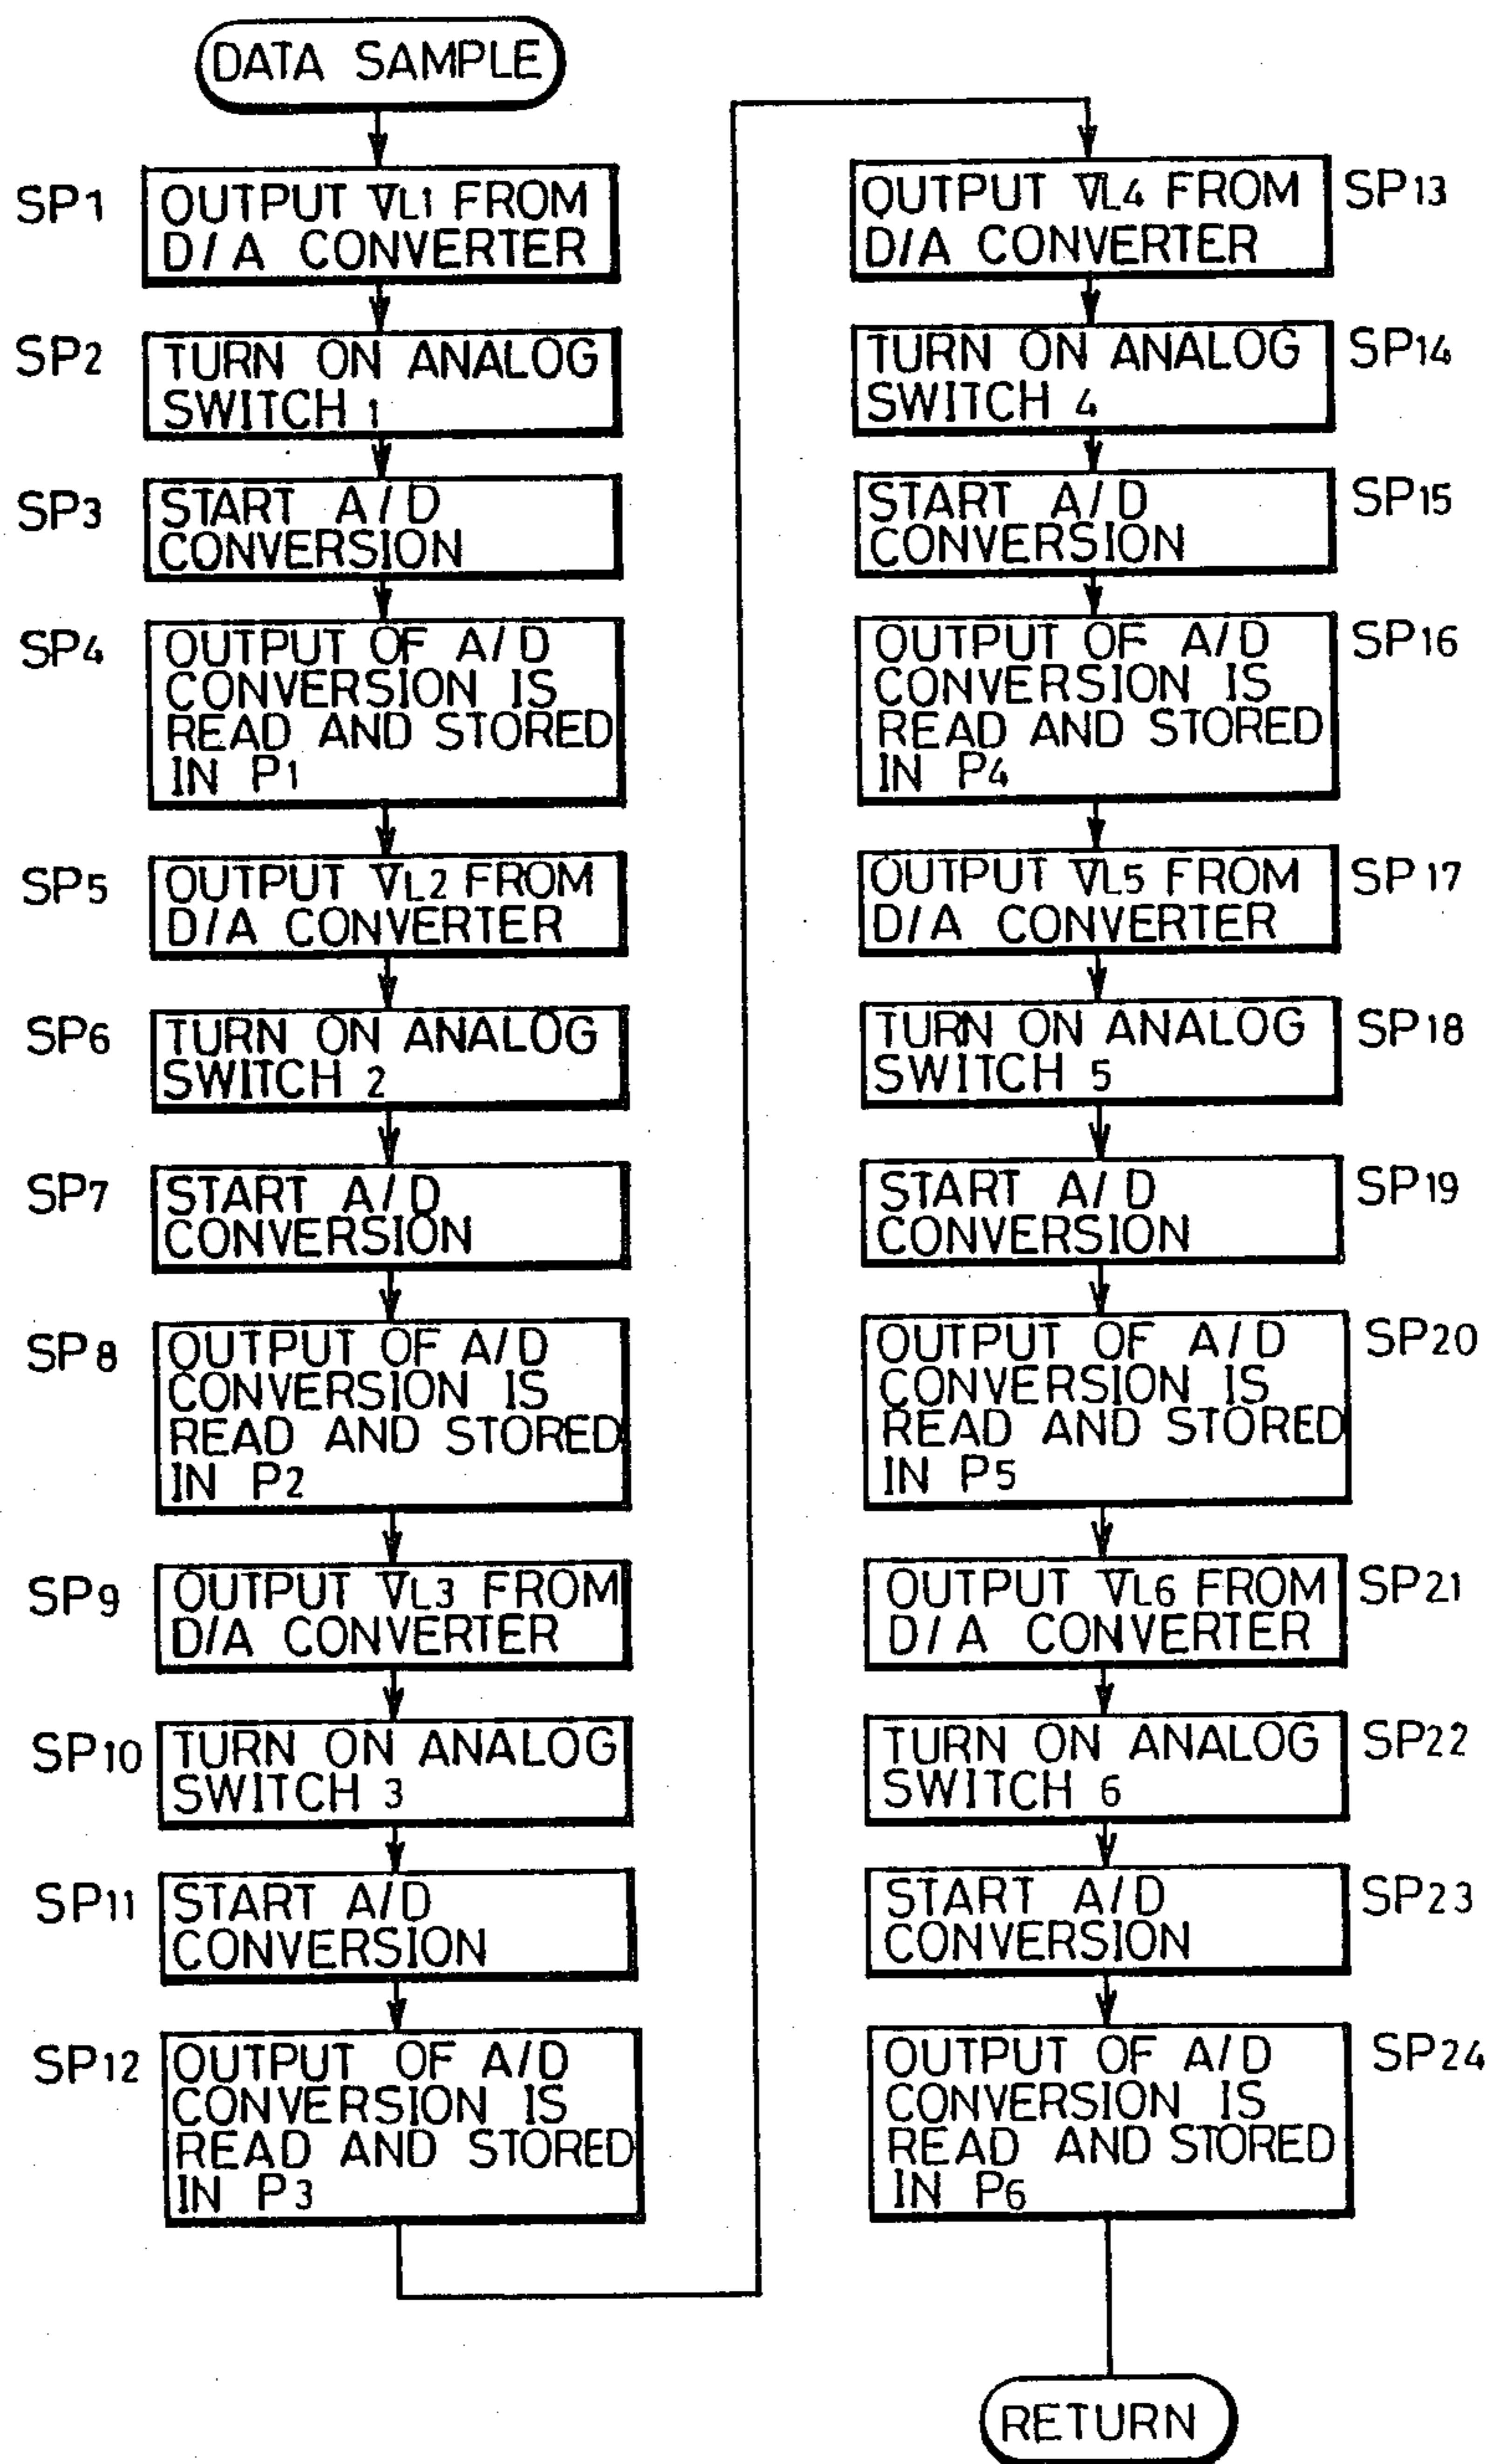 DATA SAMPLE
SP1
OUTPUT VL1 FROM
D/A CONVERTER
SP2
TURN ON ANALOG
SWITCH 1
SP3
START A/D
CONVERSION
SP4
OUTPUT OF A/D
CONVERSION IS
READ AND STORED
IN P1
SP5
OUTPUT VL2 FROM
D/A CONVERTER
SP6
TURN ON ANALOG
SWITCH 2
SP7
START A/D
CONVERSION
SP8
OUTPUT OF A/D
CONVERSION IS
READ AND STORED
IN P2
SP9
OUTPUT VL3 FROM
D/A CONVERTER
SP10
TURN ON ANALOG
SWITCH 3
SP11
START A/D
CONVERSION
SP12
OUTPUT OF A/D
CONVERSION IS
READ AND STORED
IN P3
OUTPUT VL4 FROM
D/A CONVERTER
SP13
TURN ON ANALOG
SWITCH 4
SP14
START A/D
CONVERSION
SP15
OUTPUT OF A/D
CONVERSION IS
READ AND STORED
IN P4
SP16
OUTPUT VL5 FROM
D/A CONVERTER
SP17
TURN ON ANALOG
SWITCH 5
SP18
START A/D
CONVERSION
SP19
OUTPUT OF A/D
CONVERSION IS
READ AND STORED
IN P5
SP20
OUTPUT VL6 FROM
D/A CONVERTER
SP21
TURN ON ANALOG
SWITCH 6
SP22
START A/D
CONVERSION
SP23
OUTPUT OF A/D
CONVERSION IS
READ AND STORED
IN P6
SP24
RETURN